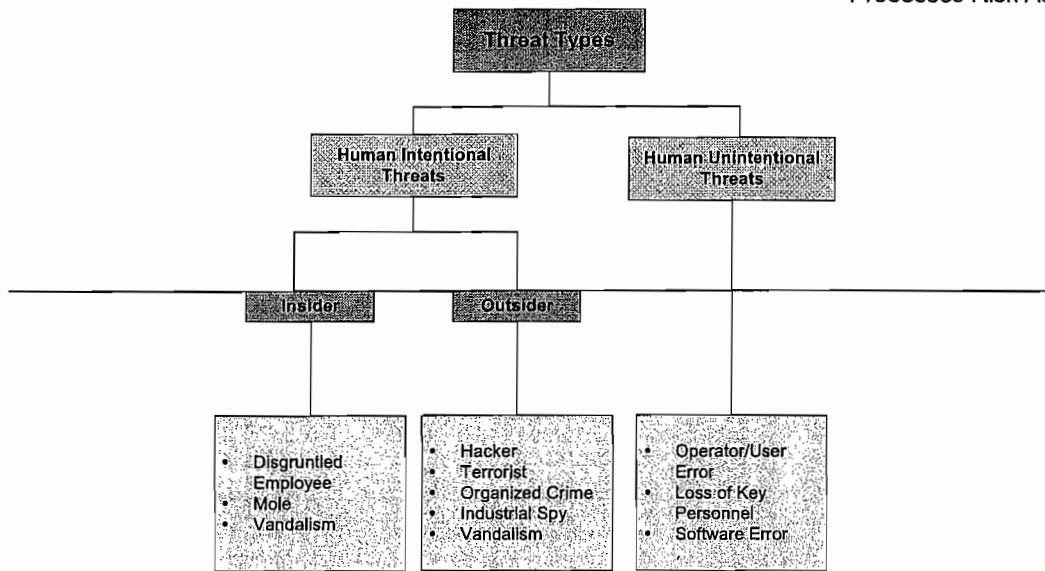 Threat Types
Human Intentional
Threats
Human Unintentional
Threats
Insider
Outsider
• Disgruntled
Employee
• Mole
• Vandalism
• Hacker
• Terrorist
• Organized Crime
• Industrial Spy
• Vandalism
• Operator/User
Error
• Loss of Key
Personnel
• Software Error